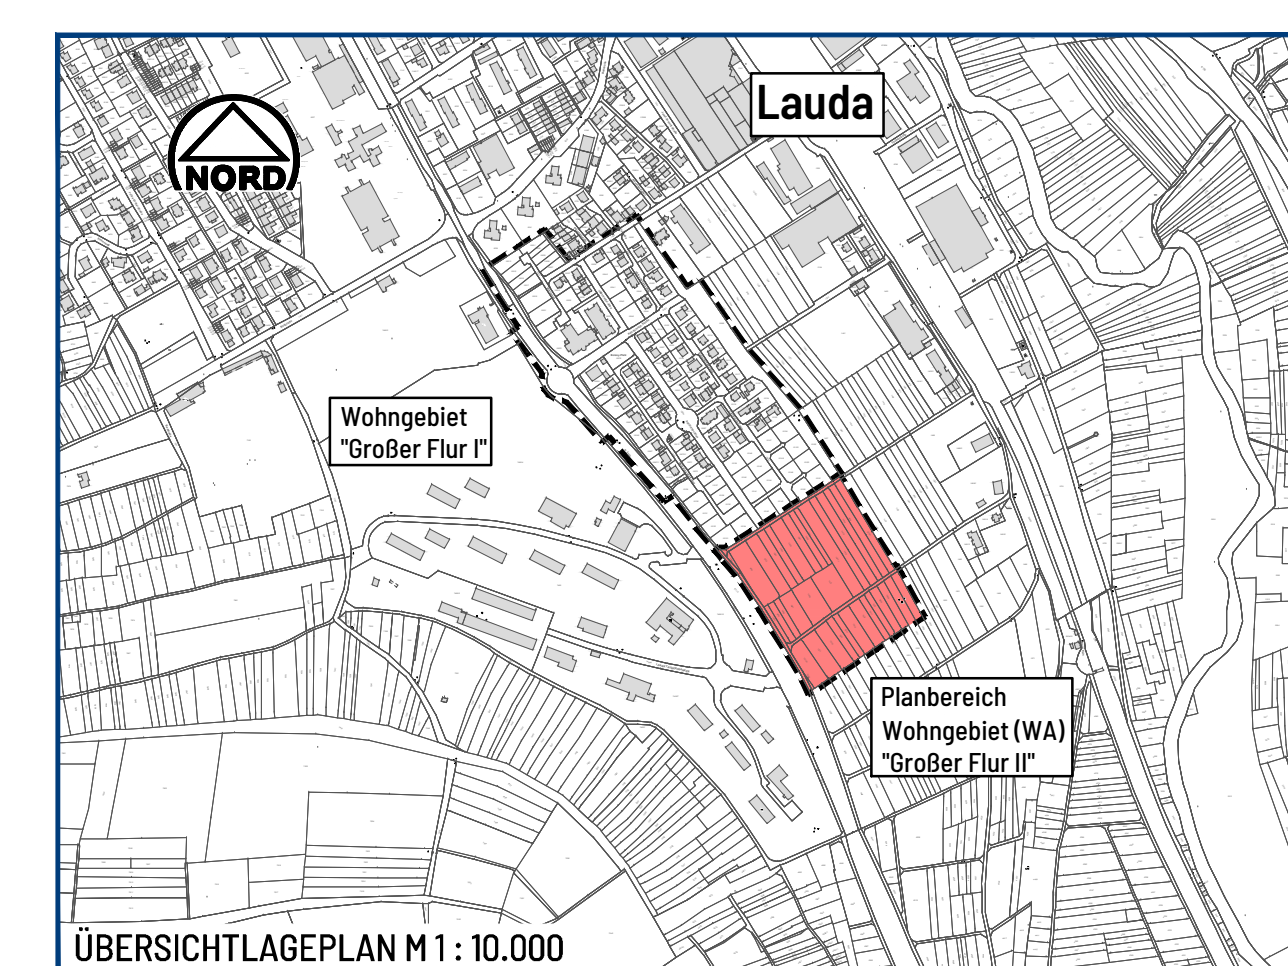 Lauda
NORD
Wohngebiet
"Großer Flur I"
Planbereich
Wohngebiet (WA)
"Großer Flur II"
ÜBERSICHTLAGEPLAN M 1 : 10.000